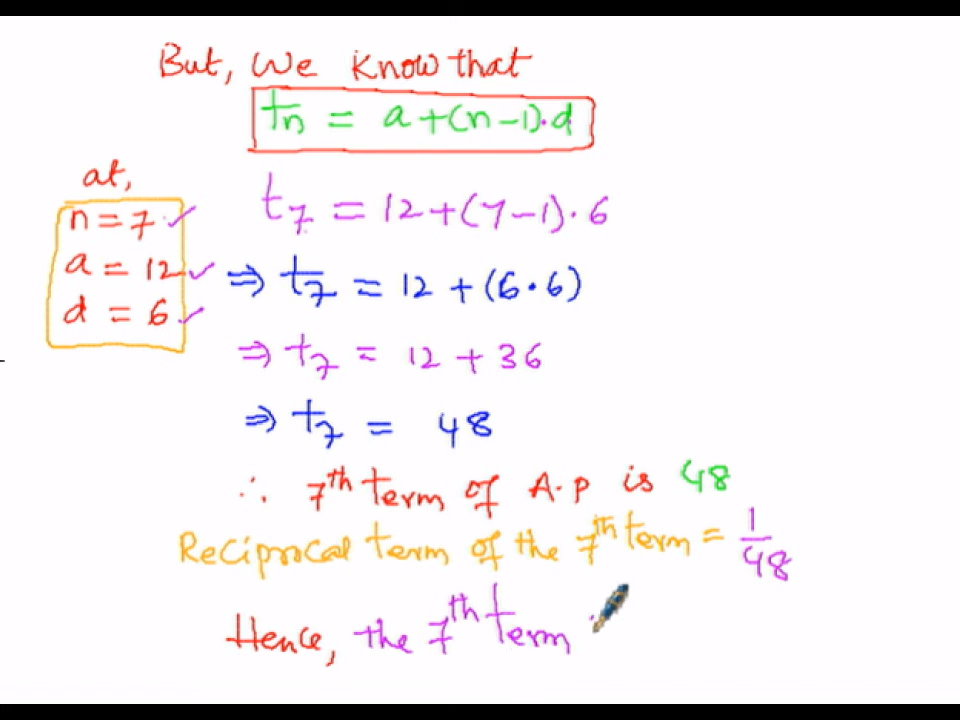 But, We know that
tn = a+(n-1).d
at,
n = 7
a = 12
d = 6
t7 = 12+(7-1).6
⇒ t7 = 12 + (6.6)
⇒ t7 = 12 + 36
⇒ t7 = 48
∴ 7th term of A.P is 48
Reciprocal term of the 7th term = 1/48
Hence, the 7th term